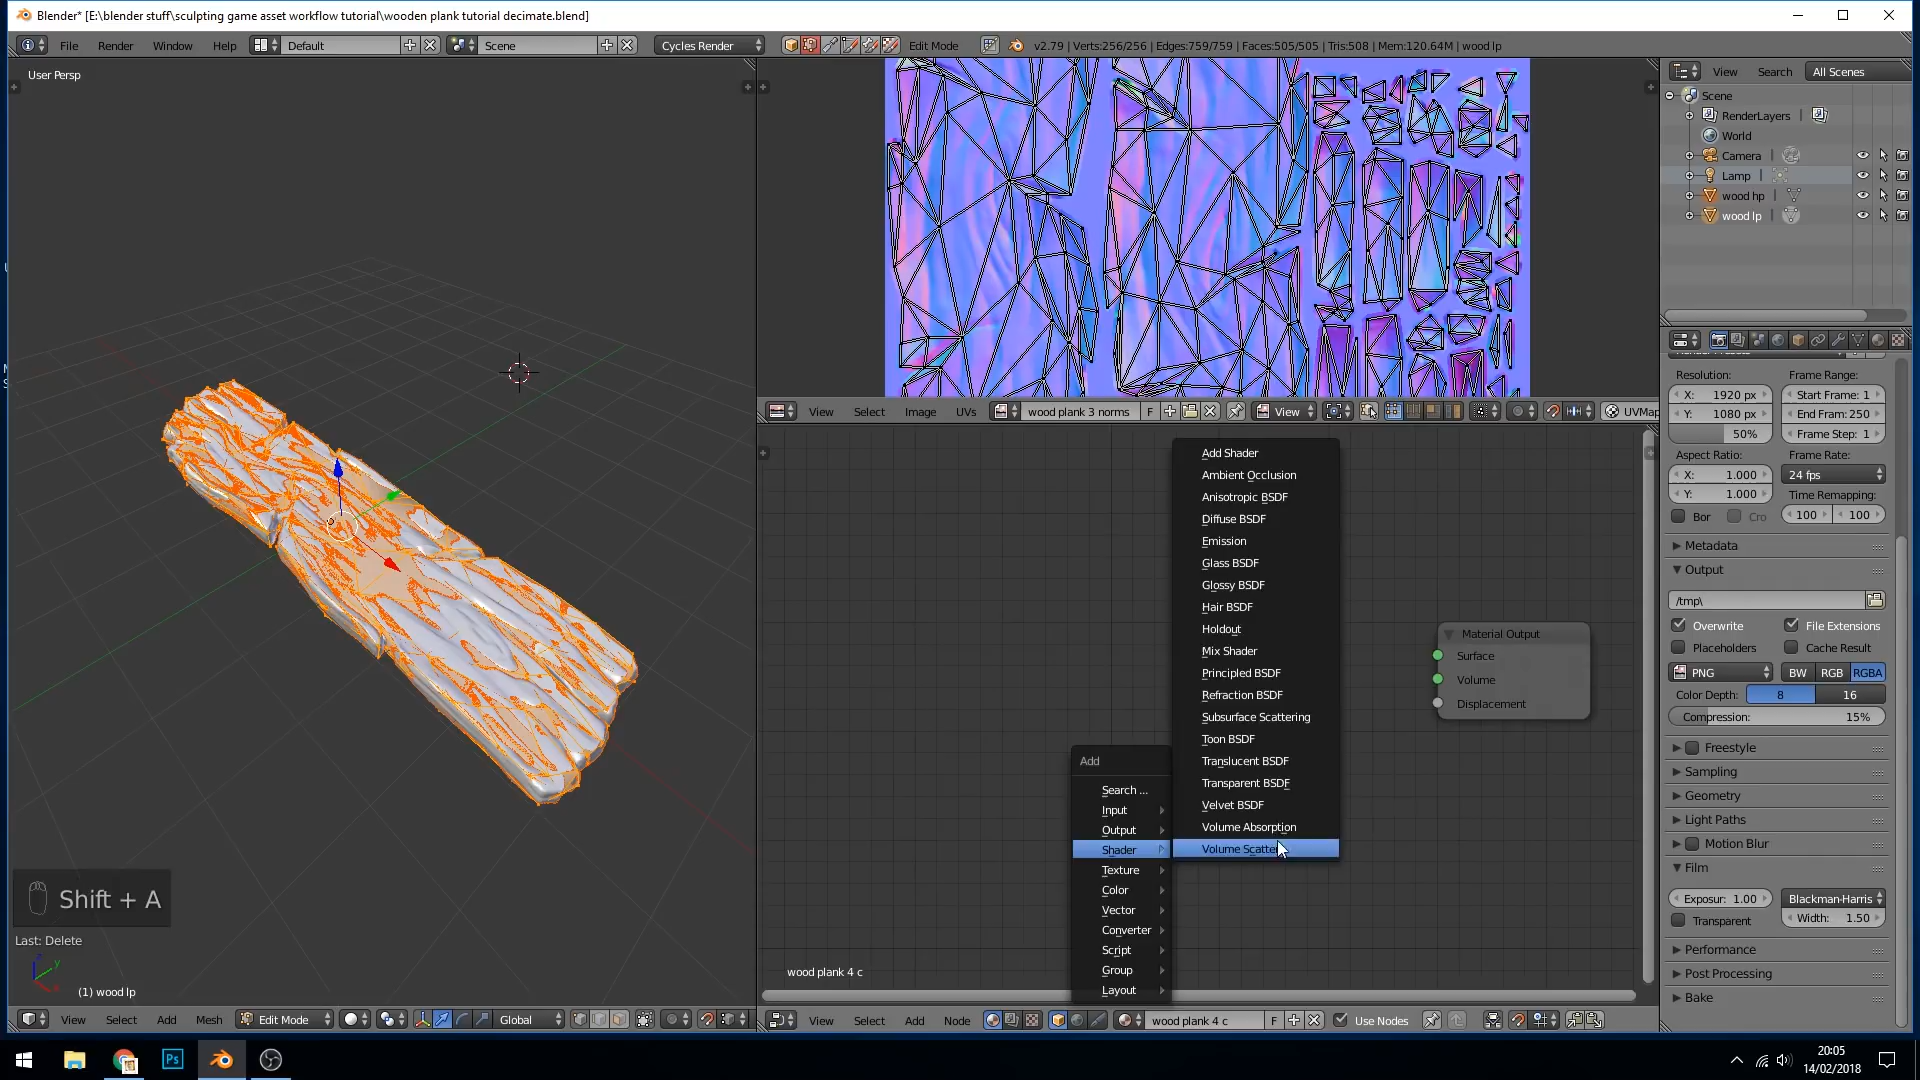 Blender* [E:\blender stuff\sculpting game asset workflow tutorial\wooden plank tutorial decimate.blend]
File Render Window Help Default Scene Cycles Render Edit Mode v2.79 | Verts:256/256 | Edges:759/759 | Faces:505/505 | Tris:508 | Mem:120.64M | wood lp
User Persp
View Search All Scenes
Scene
RenderLayers
World
Camera
Lamp
wood hp
wood lp
Resolution: Frame Range:
X: 1920 px Start Frame: 1
Y: 1080 px End Fram: 250
50% Frame Step: 1
Aspect Ratio: Frame Rate:
X: 1.000 24 fps
Y: 1.000 Time Remapping:
Bor Cro 100 100
View Select Image UVs wood plank 3 norms F View UVMap
Metadata
Output
/tmp\
Overwrite File Extensions
Placeholders Cache Result
PNG BW RGB RGBA
Color Depth: 8 16
Compression: 15%
Freestyle
Sampling
Geometry
Light Paths
Motion Blur
Film
Exposur: 1.00 Blackman-Harris
Transparent Width: 1.50
Performance
Post Processing
Bake
Add Shader
Ambient Occlusion
Anisotropic BSDF
Diffuse BSDF
Emission
Glass BSDF
Glossy BSDF
Hair BSDF
Holdout
Mix Shader
Principled BSDF
Refraction BSDF
Subsurface Scattering
Toon BSDF
Translucent BSDF
Transparent BSDF
Velvet BSDF
Volume Absorption
Volume
Material Output
Surface
Volume
Displacement
Add
Search ...
Input
Output
Shader
Texture
Color
Vector
Converter
Script
Group
Layout
wood plank 4 c
Shift + A
Last: Delete
z y
(1) wood lp
View Select Add Mesh Edit Mode Global
View Select Add Node wood plank 4 c F Use Nodes
Ps
20:05
14/02/2018